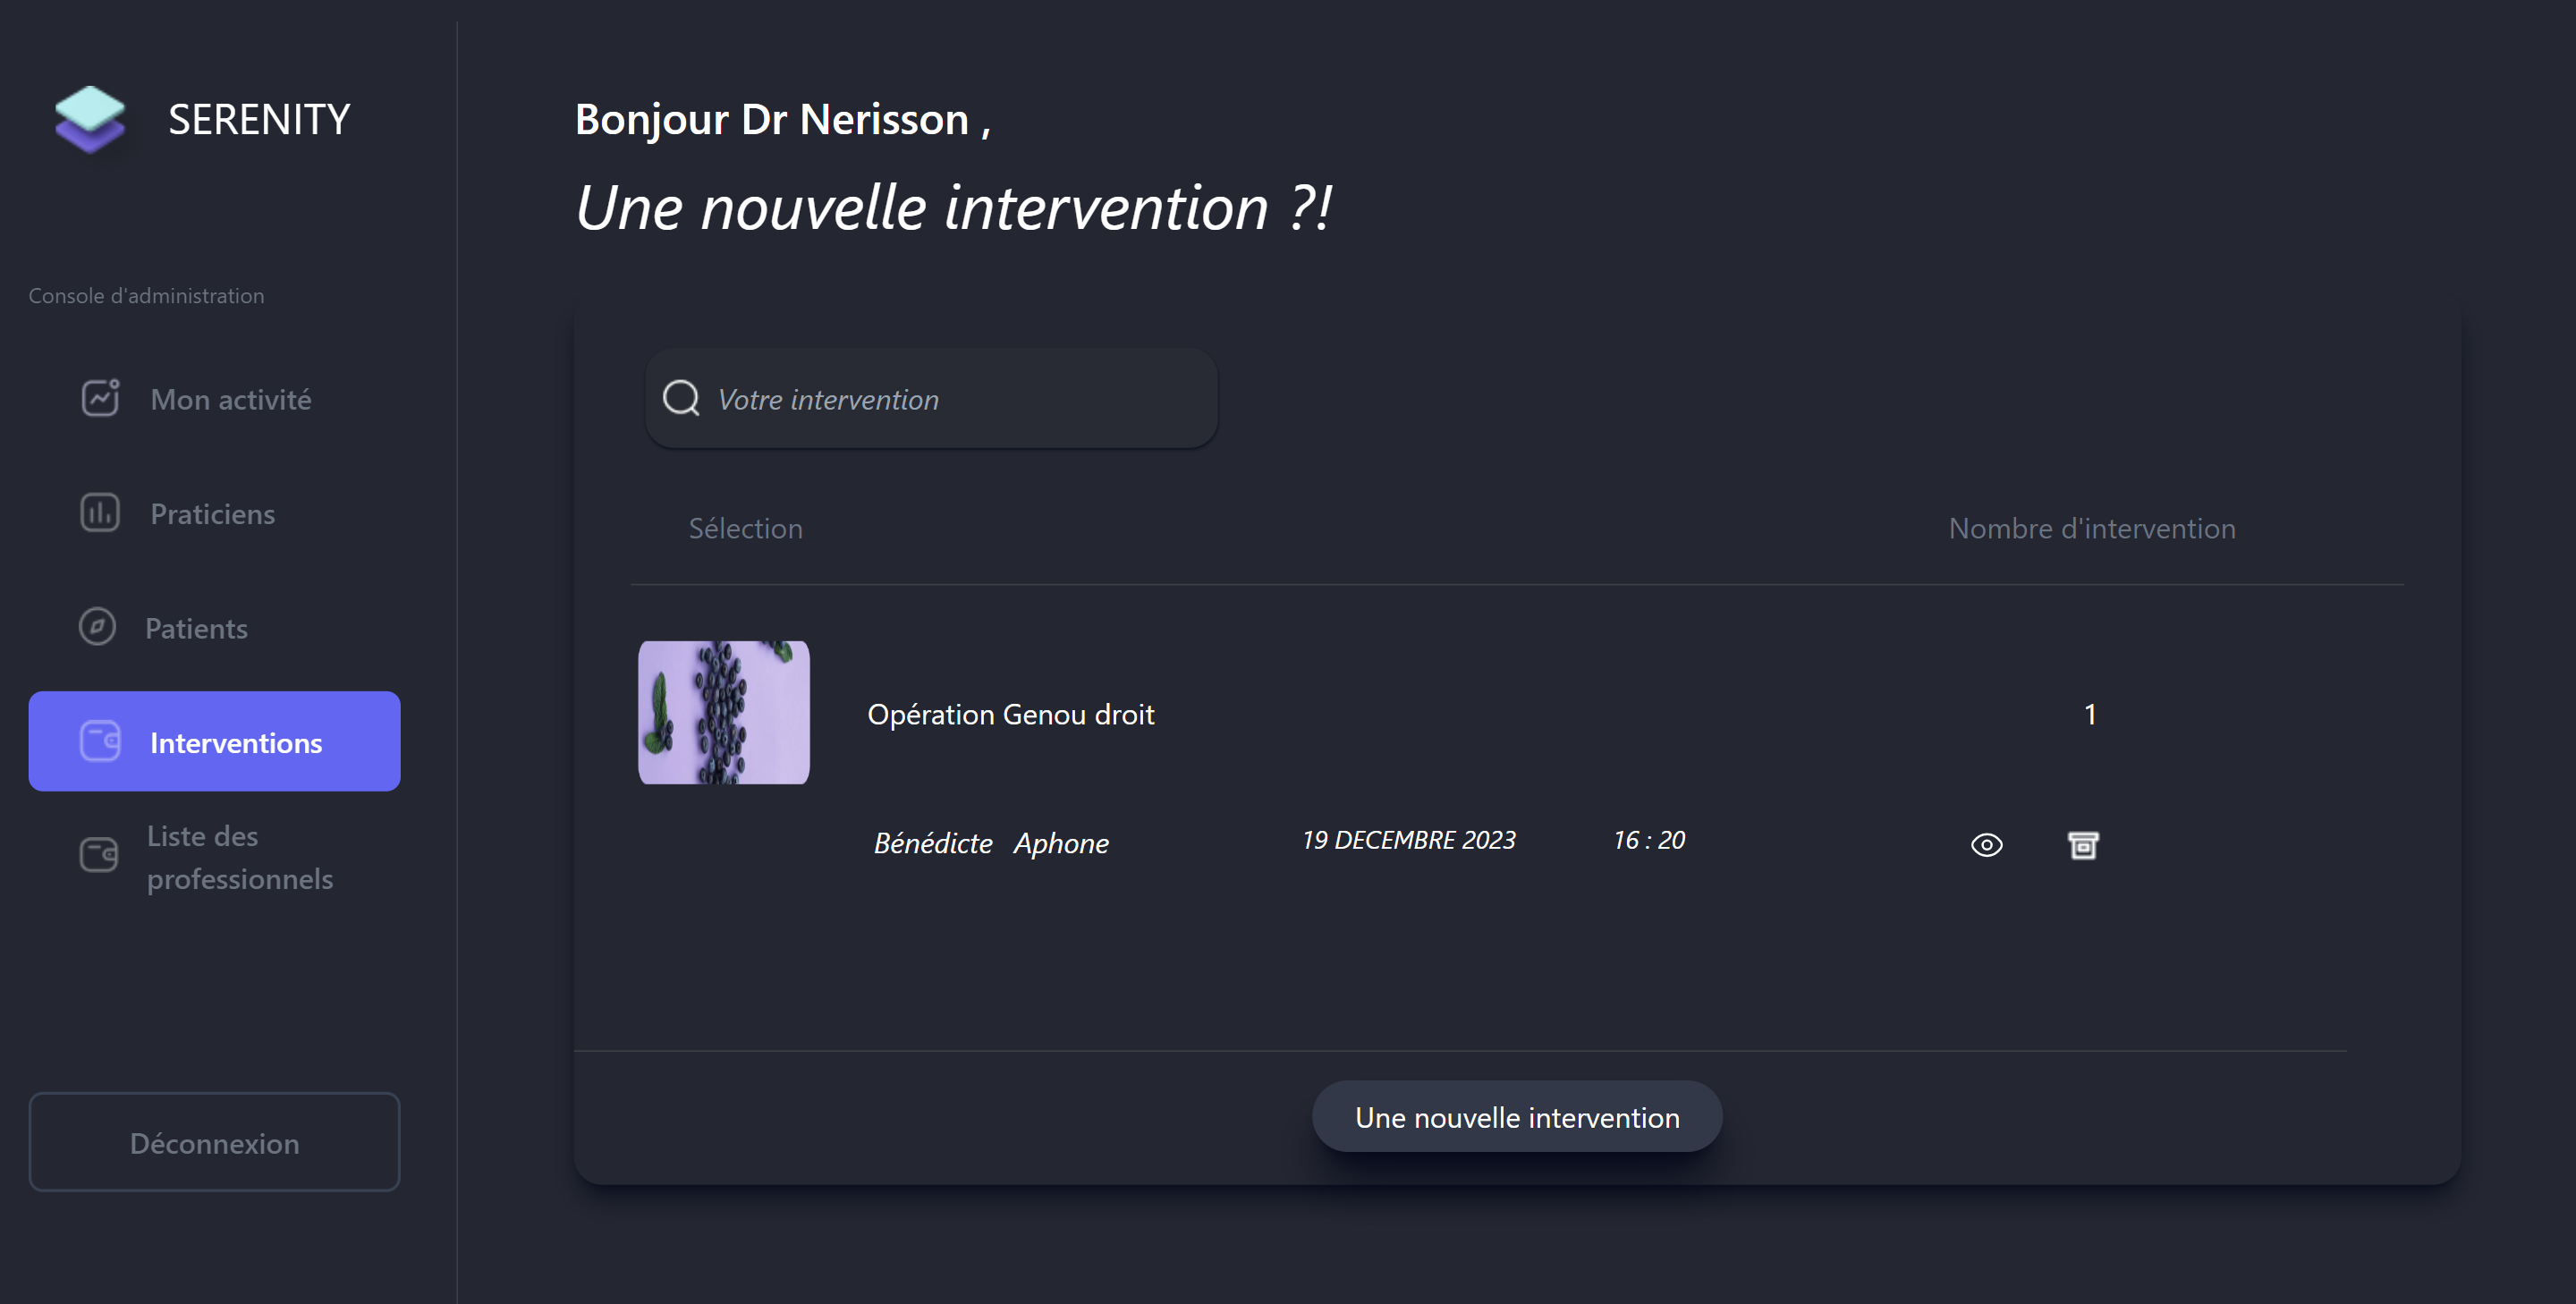 SERENITY
Console d'administration
Mon activité
Praticiens
Patients
Interventions
Liste des
professionnels
Déconnexion
Bonjour Dr Nerisson ,
Une nouvelle intervention ?!
Votre intervention
Sélection Nombre d'intervention
Opération Genou droit 1
Bénédicte Aphone 19 DECEMBRE 2023 16 : 20
Une nouvelle intervention